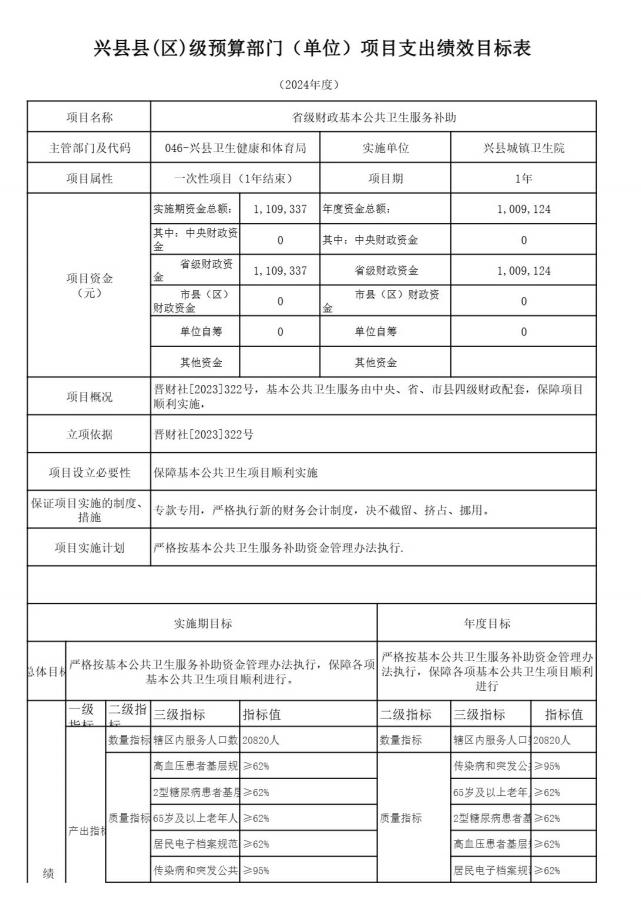 兴县县(区)级预算部门（单位）项目支出绩效目标表
（2024年度）
项目名称 省级财政基本公共卫生服务补助
主管部门及代码 046-兴县卫生健康和体育局 实施单位 兴县城镇卫生院
项目属性 一次性项目（1年结束） 项目期 1年
项目资金
（元）
实施期资金总额： 1,109,337 年度资金总额： 1,009,124
其中：中央财政资
金 0 其中：中央财政资金 0
省级财政资
金 1,109,337 省级财政资金 1,009,124
市县（区）
财政资金 0 市县（区）财政资
金 0
单位自筹 0 单位自筹 0
其他资金 其他资金
项目概况 晋财社[2023]322号，基本公共卫生服务由中央、省、市县四级财政配套，保障项目
顺利实施，
立项依据 晋财社[2023]322号
项目设立必要性 保障基本公共卫生项目顺利实施
保证项目实施的制度、
措施 专款专用，严格执行新的财务会计制度，决不截留、挤占、挪用。
项目实施计划 严格按基本公共卫生服务补助资金管理办法执行.
实施期目标 年度目标
总体目标 严格按基本公共卫生服务补助资金管理办法执行，保障各项
基本公共卫生项目顺利进行。
严格按基本公共卫生服务补助资金管理办
法执行，保障各项基本公共卫生项目顺利
进行
一级
指标 二级指
标 三级指标 指标值 二级指标 三级指标 指标值
数量指标 辖区内服务人口数 20820人 数量指标 辖区内服务人口数 20820人
高血压患者基层规 ≥62% 传染病和突发公共 ≥95%
2型糖尿病患者基层 ≥62% 65岁及以上老年人 ≥62%
产出指标 质量指标 65岁及以上老年人 ≥62% 质量指标 2型糖尿病患者基层 ≥62%
居民电子档案规范 ≥62% 高血压患者基层规 ≥62%
绩 传染病和突发公共 ≥95% 居民电子档案规范 ≥62%